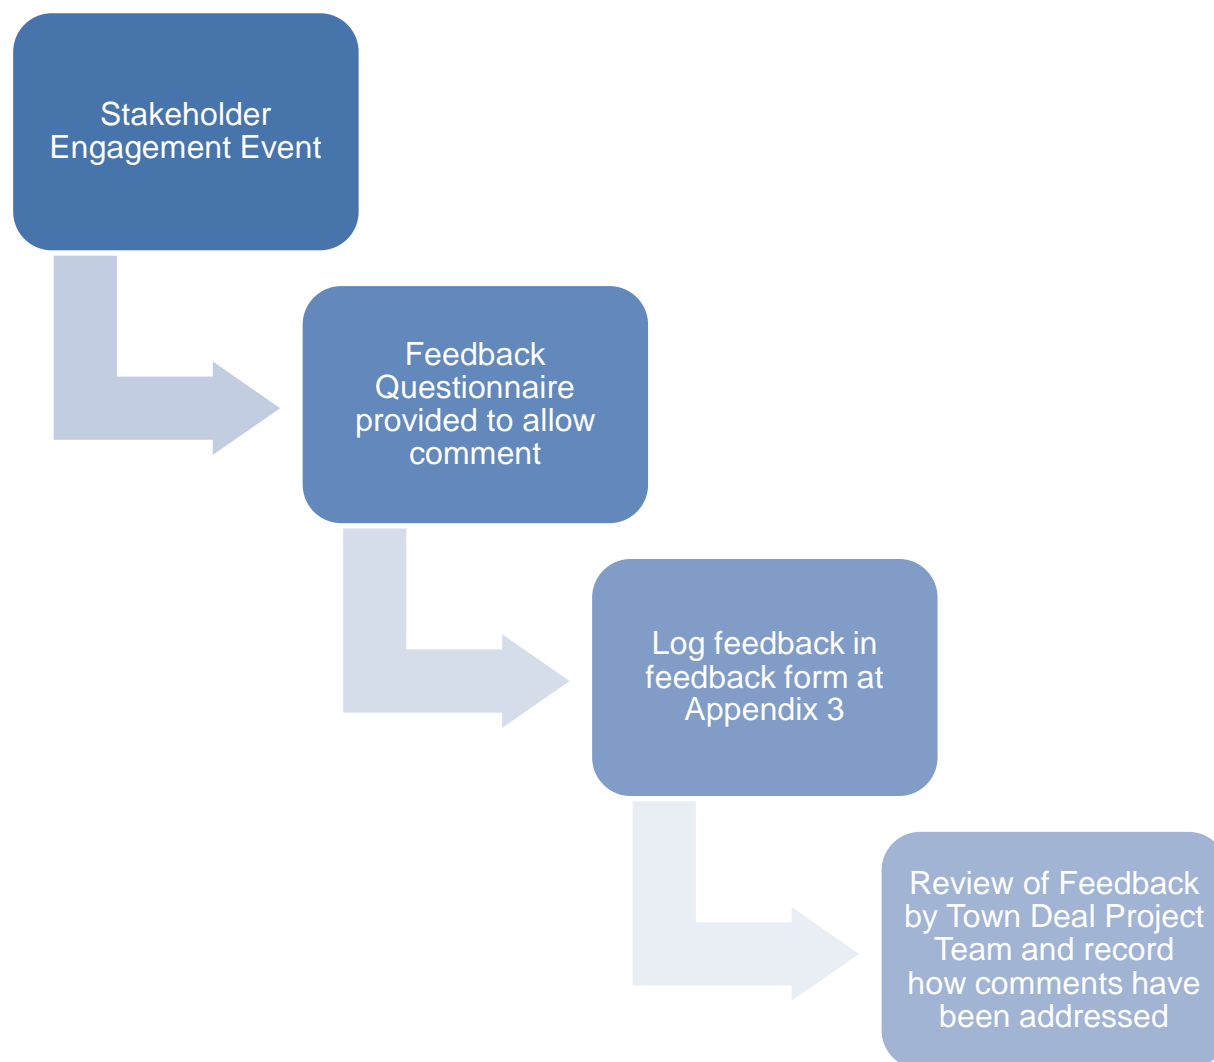 Stakeholder
Engagement Event
Feedback
Questionnaire
provided to allow
comment
Log feedback in
feedback form at
Appendix 3
Review of Feedback
by Town Deal Project
Team and record
how comments have
been addressed